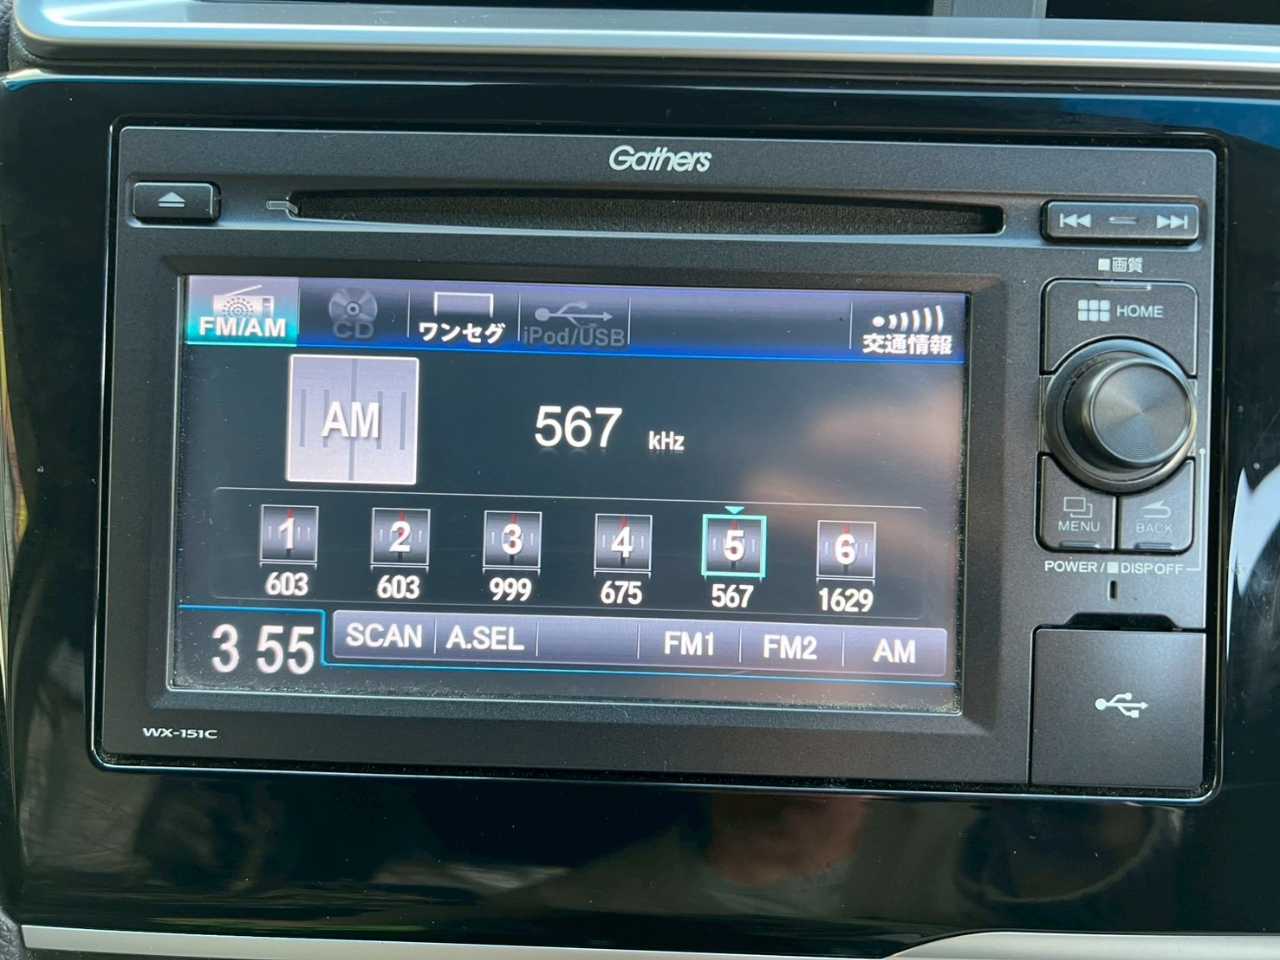 Gathers
■画質
HOME
FM/AM
CD
ワンセグ
iPod/USB
交通情報
AM
567 kHz
1 2 3 4 5 6
603 603 999 675 567 1629
MENU
BACK
POWER/■DISP OFF
3 55
SCAN A.SEL FM1 FM2 AM
WX-151C